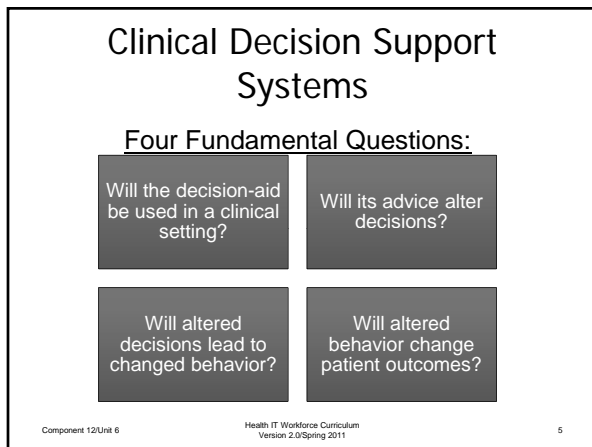 Clinical Decision Support
Systems
Four Fundamental Questions:
Will the decision-aid
be used in a clinical
setting?
Will its advice alter
decisions?
Will altered
decisions lead to
changed behavior?
Will altered
behavior change
patient outcomes?
Component 12/Unit 6
Health IT Workforce Curriculum
Version 2.0/Spring 2011
5